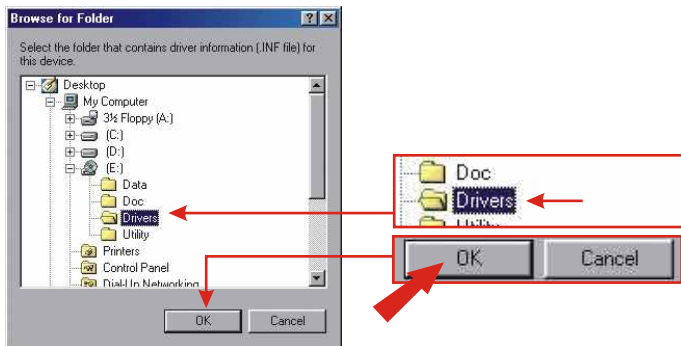 Browse for Folder
Select the folder that contains driver information (.INF file) for
this device.
Desktop
My Computer
3½ Floppy (A:)
(C:)
(D:)
(E:)
Data
Doc
Drivers
Utility
Printers
Control Panel
Dial-Up Networking
OK Cancel
Doc
Drivers
Utility
OK Cancel